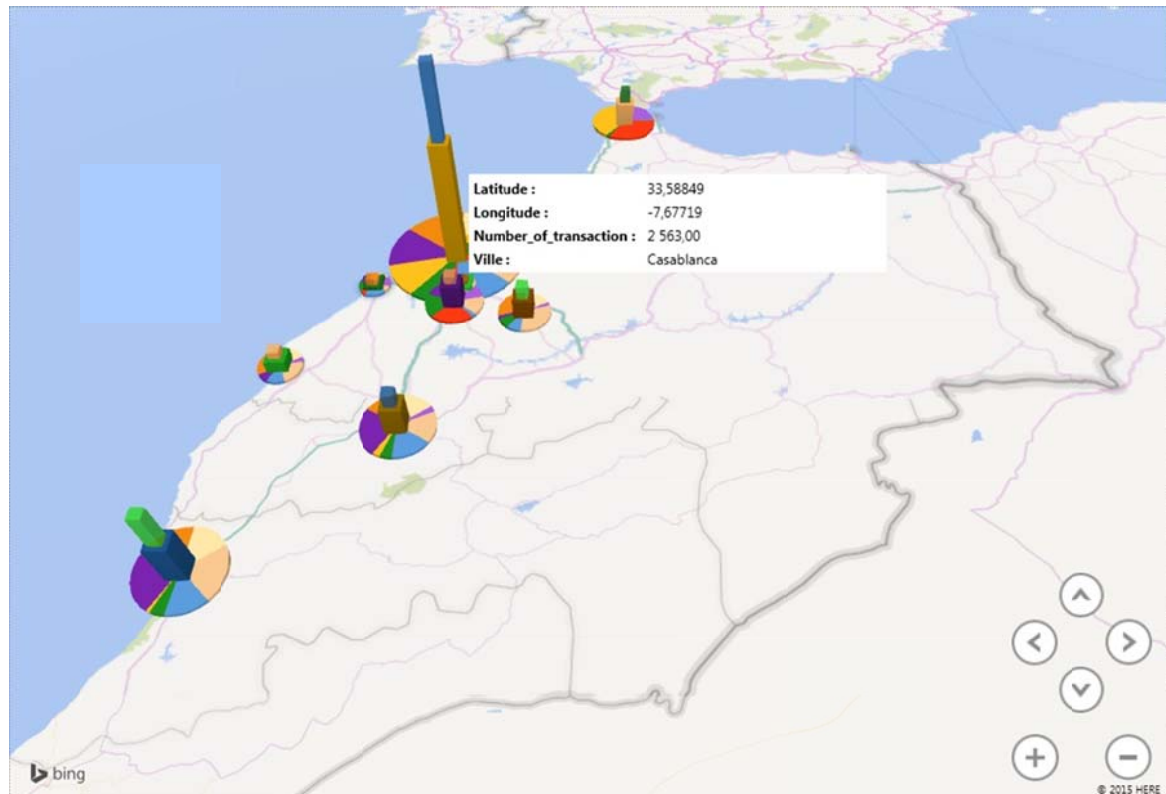 Latitude : 33,58849
Longitude : -7,67719
Number_of_transaction : 2 563,00
Ville : Casablanca
bing
© 2015 HERE